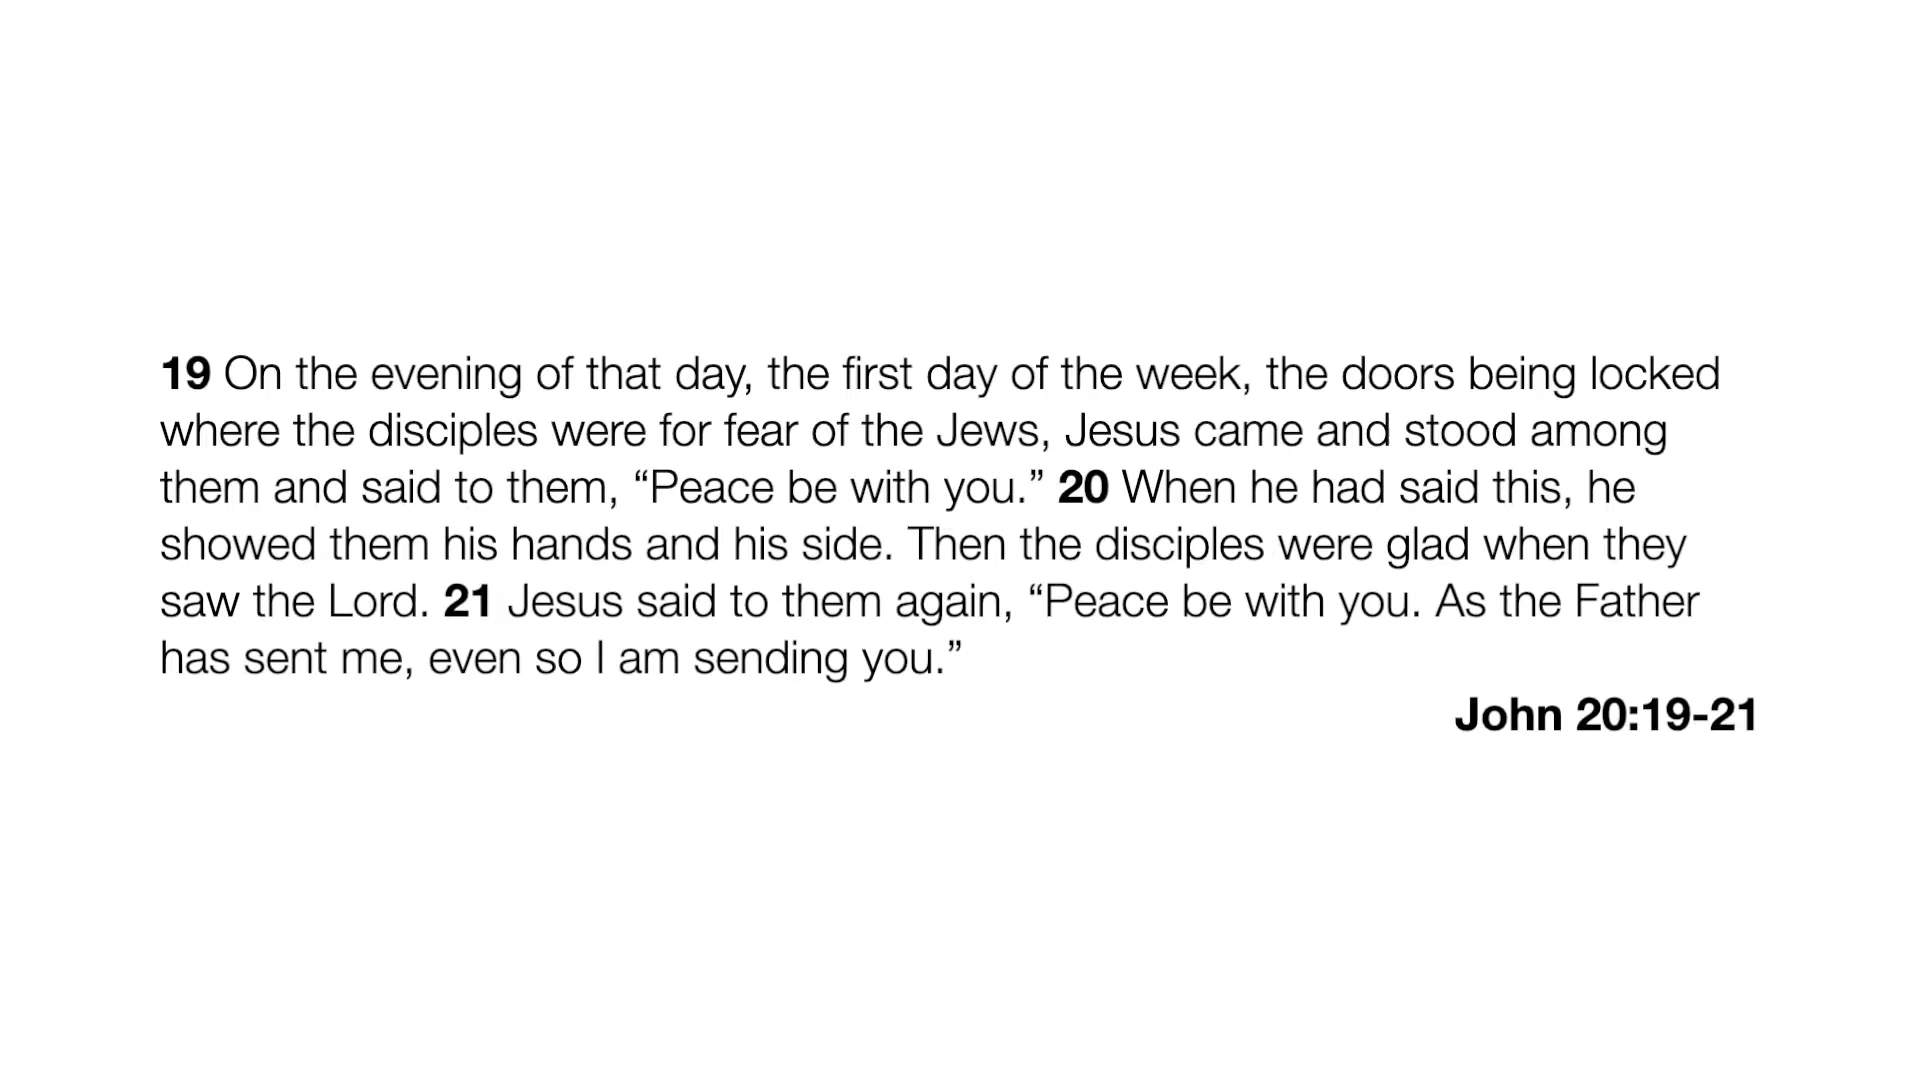 19 On the evening of that day, the first day of the week, the doors being locked
where the disciples were for fear of the Jews, Jesus came and stood among
them and said to them, “Peace be with you.” 20 When he had said this, he
showed them his hands and his side. Then the disciples were glad when they
saw the Lord. 21 Jesus said to them again, “Peace be with you. As the Father
has sent me, even so I am sending you.”
John 20:19-21